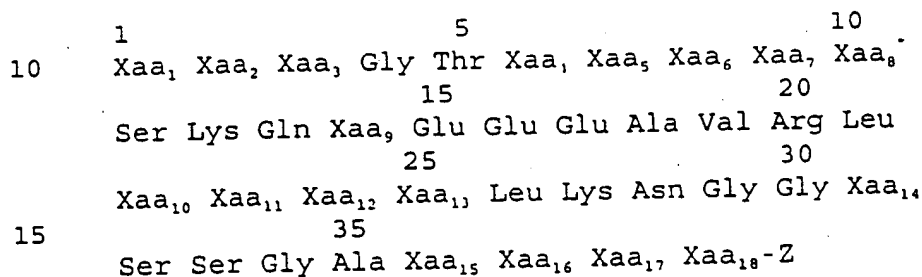 1 5 10
10 Xaa₁ Xaa₂ Xaa₃ Gly Thr Xaa₁ Xaa₅ Xaa₆ Xaa₇ Xaa₈
15 20
Ser Lys Gln Xaa₉ Glu Glu Glu Ala Val Arg Leu
25 30
Xaa₁₀ Xaa₁₁ Xaa₁₂ Xaa₁₃ Leu Lys Asn Gly Gly Xaa₁₄
15 35
Ser Ser Gly Ala Xaa₁₅ Xaa₁₆ Xaa₁₇ Xaa₁₈-Z